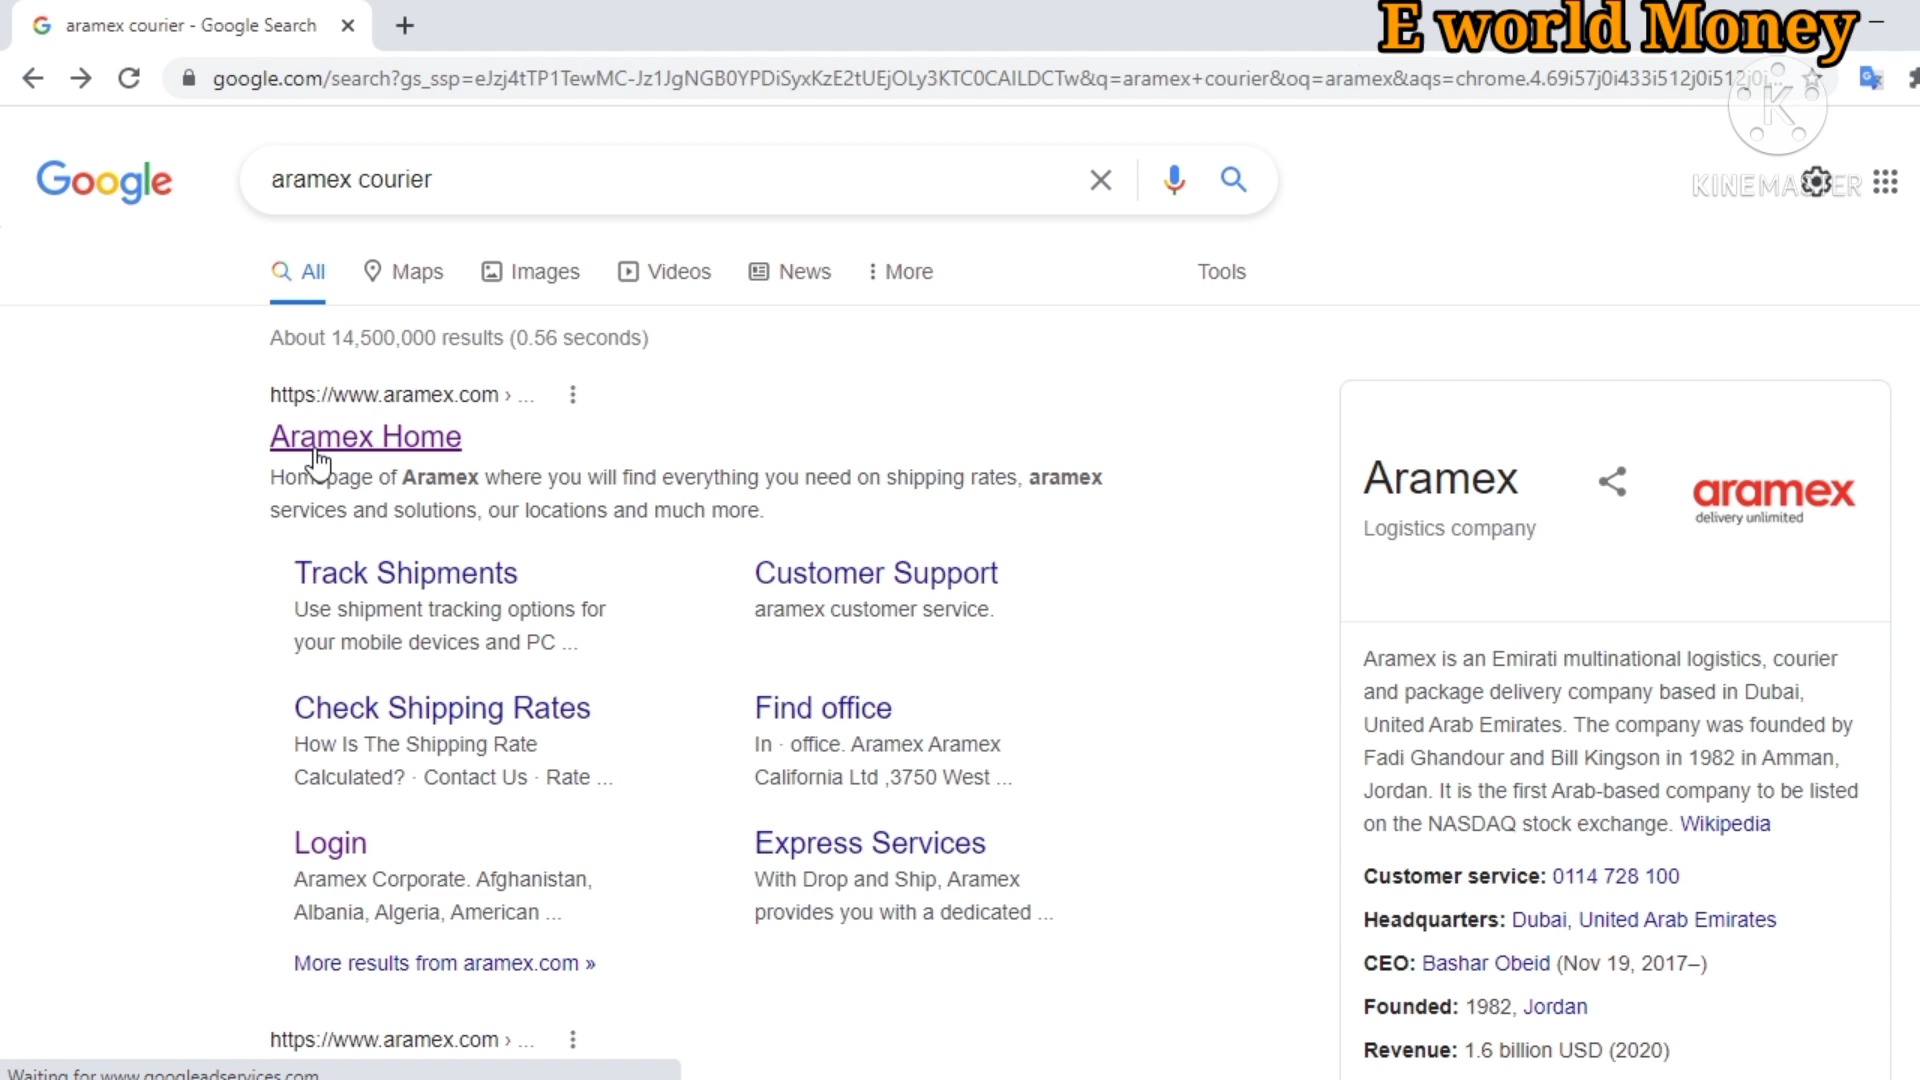 aramex courier - Google Search
E world Money
google.com/search?gs_ssp=eJzj4tTP1TewMC-Jz1JgNGB0YPDiSyxKzE2tUEjOLy3KTC0CAILDCTw&q=aramex+courier&oq=aramex&aqs=chrome.4.69i57j0i433i512j0i512j0i...
K
KINEMASTER
Google
aramex courier
All
Maps
Images
Videos
News
More
Tools
About 14,500,000 results (0.56 seconds)
https://www.aramex.com › ...
Aramex Home
Homepage of Aramex where you will find everything you need on shipping rates, aramex
services and solutions, our locations and much more.
Track Shipments
Use shipment tracking options for
your mobile devices and PC ...
Customer Support
aramex customer service.
Check Shipping Rates
How Is The Shipping Rate
Calculated? · Contact Us · Rate ...
Find office
In · office. Aramex Aramex
California Ltd ,3750 West ...
Login
Aramex Corporate. Afghanistan,
Albania, Algeria, American ...
Express Services
With Drop and Ship, Aramex
provides you with a dedicated ...
More results from aramex.com »
https://www.aramex.com › ...
Waiting for www.googleadservices.com
Aramex
Logistics company
aramex
delivery unlimited
Aramex is an Emirati multinational logistics, courier
and package delivery company based in Dubai,
United Arab Emirates. The company was founded by
Fadi Ghandour and Bill Kingson in 1982 in Amman,
Jordan. It is the first Arab-based company to be listed
on the NASDAQ stock exchange. Wikipedia
Customer service: 0114 728 100
Headquarters: Dubai, United Arab Emirates
CEO: Bashar Obeid (Nov 19, 2017–)
Founded: 1982, Jordan
Revenue: 1.6 billion USD (2020)